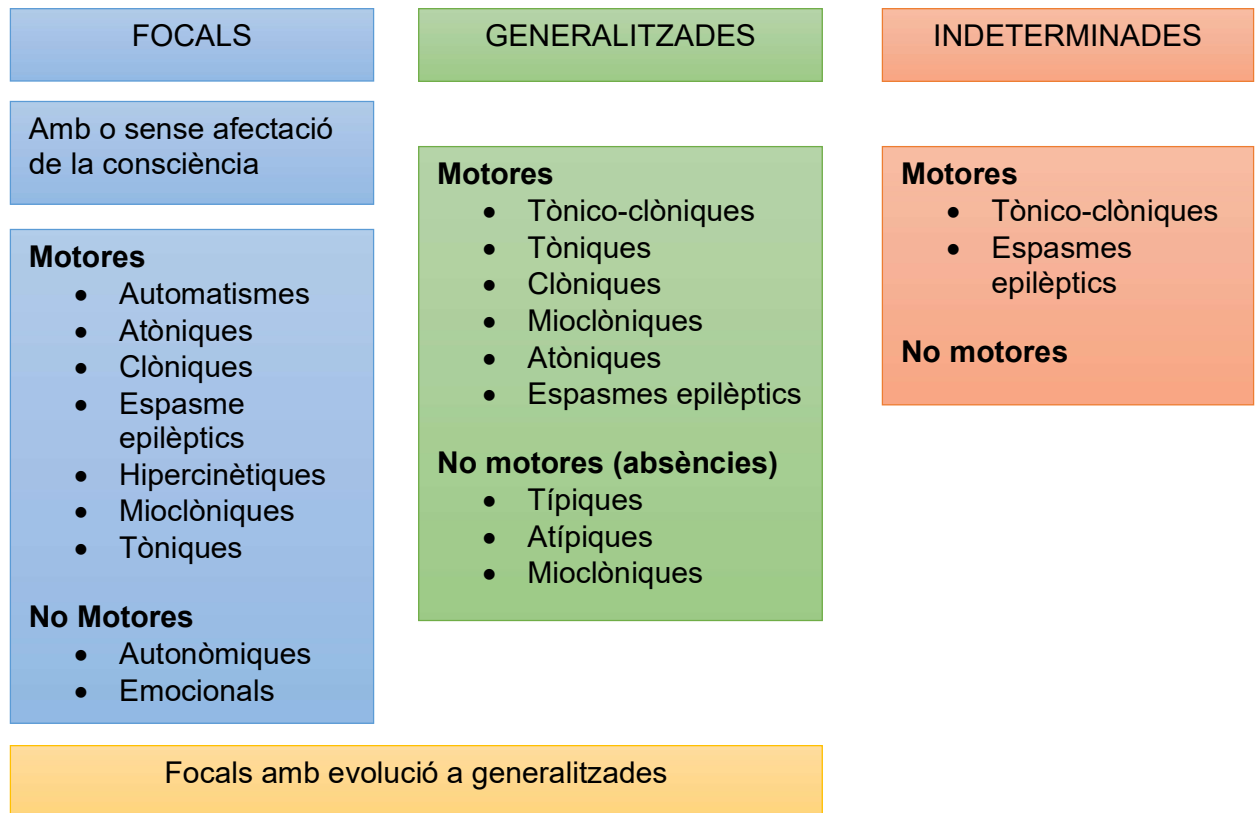 FOCALS
Amb o sense afectació
de la consciència
Motores
• Automatismes
• Atòniques
• Clòniques
• Espasme
epilèptics
• Hipercinètiques
• Mioclòniques
• Tòniques
No Motores
• Autonòmiques
• Emocionals
GENERALITZADES
Motores
• Tònico-clòniques
• Tòniques
• Clòniques
• Mioclòniques
• Atòniques
• Espasmes epilèptics
No motores (absències)
• Típiques
• Atípiques
• Mioclòniques
INDETERMINADES
Motores
• Tònico-clòniques
• Espasmes
epilèptics
No motores
Focals amb evolució a generalitzades